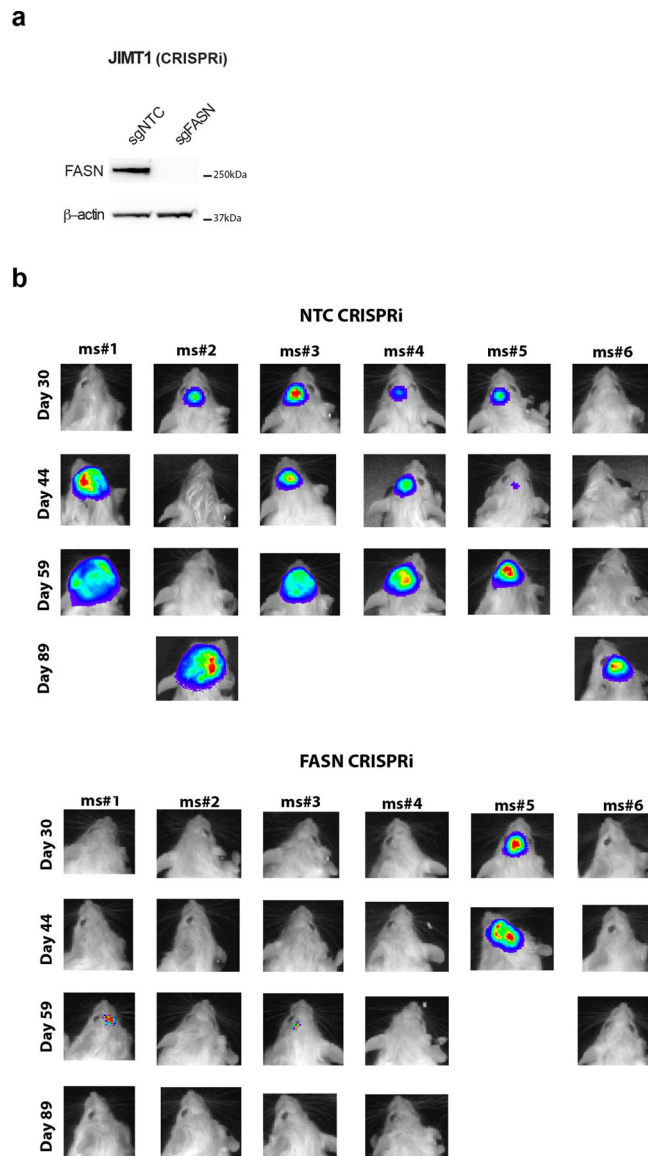 a
JIMT1 (CRISPRi)
sgNTC sgFASN
FASN 250kDa
β-actin 37kDa
b
NTC CRISPRi
ms#1 ms#2 ms#3 ms#4 ms#5 ms#6
Day 30
Day 44
Day 59
Day 89
FASN CRISPRi
ms#1 ms#2 ms#3 ms#4 ms#5 ms#6
Day 30
Day 44
Day 59
Day 89